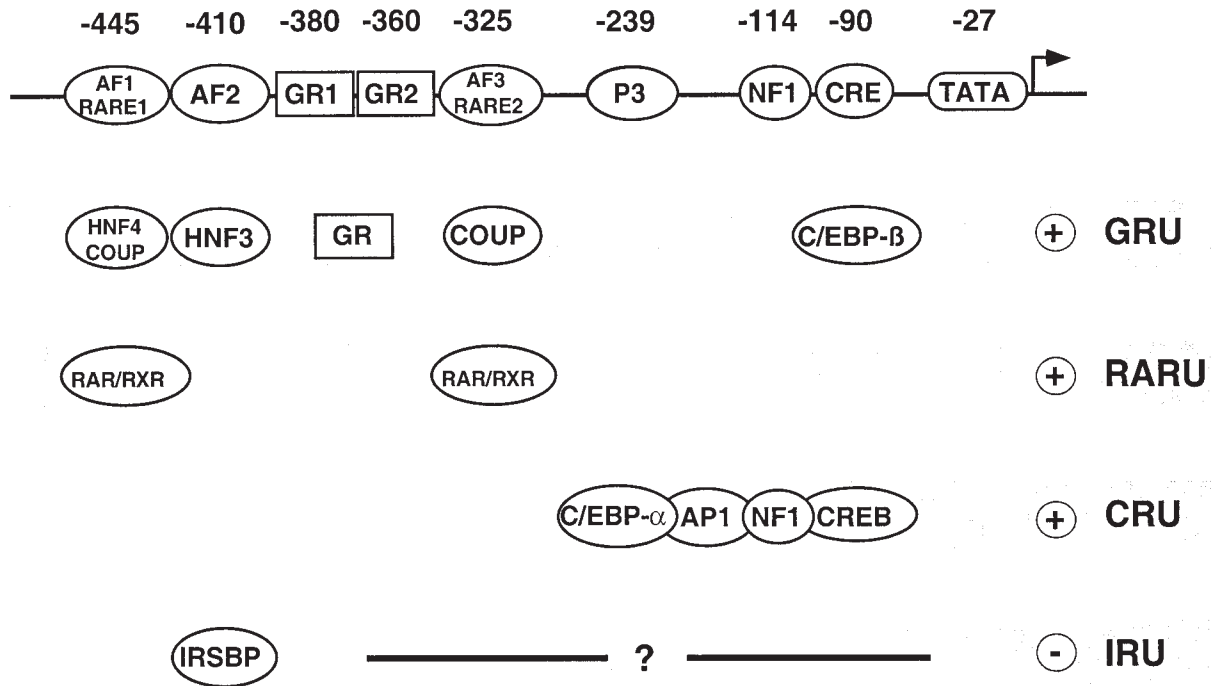 -445 -410 -380 -360 -325 -239 -114 -90 -27
AF1
RARE1
AF2
GR1
GR2
AF3
RARE2
P3
NF1
CRE
TATA
HNF4
COUP
HNF3
GR
COUP
C/EBP-β
+ GRU
RAR/RXR
RAR/RXR
+ RARU
C/EBP-α
AP1
NF1
CREB
+ CRU
IRSBP
?
- IRU